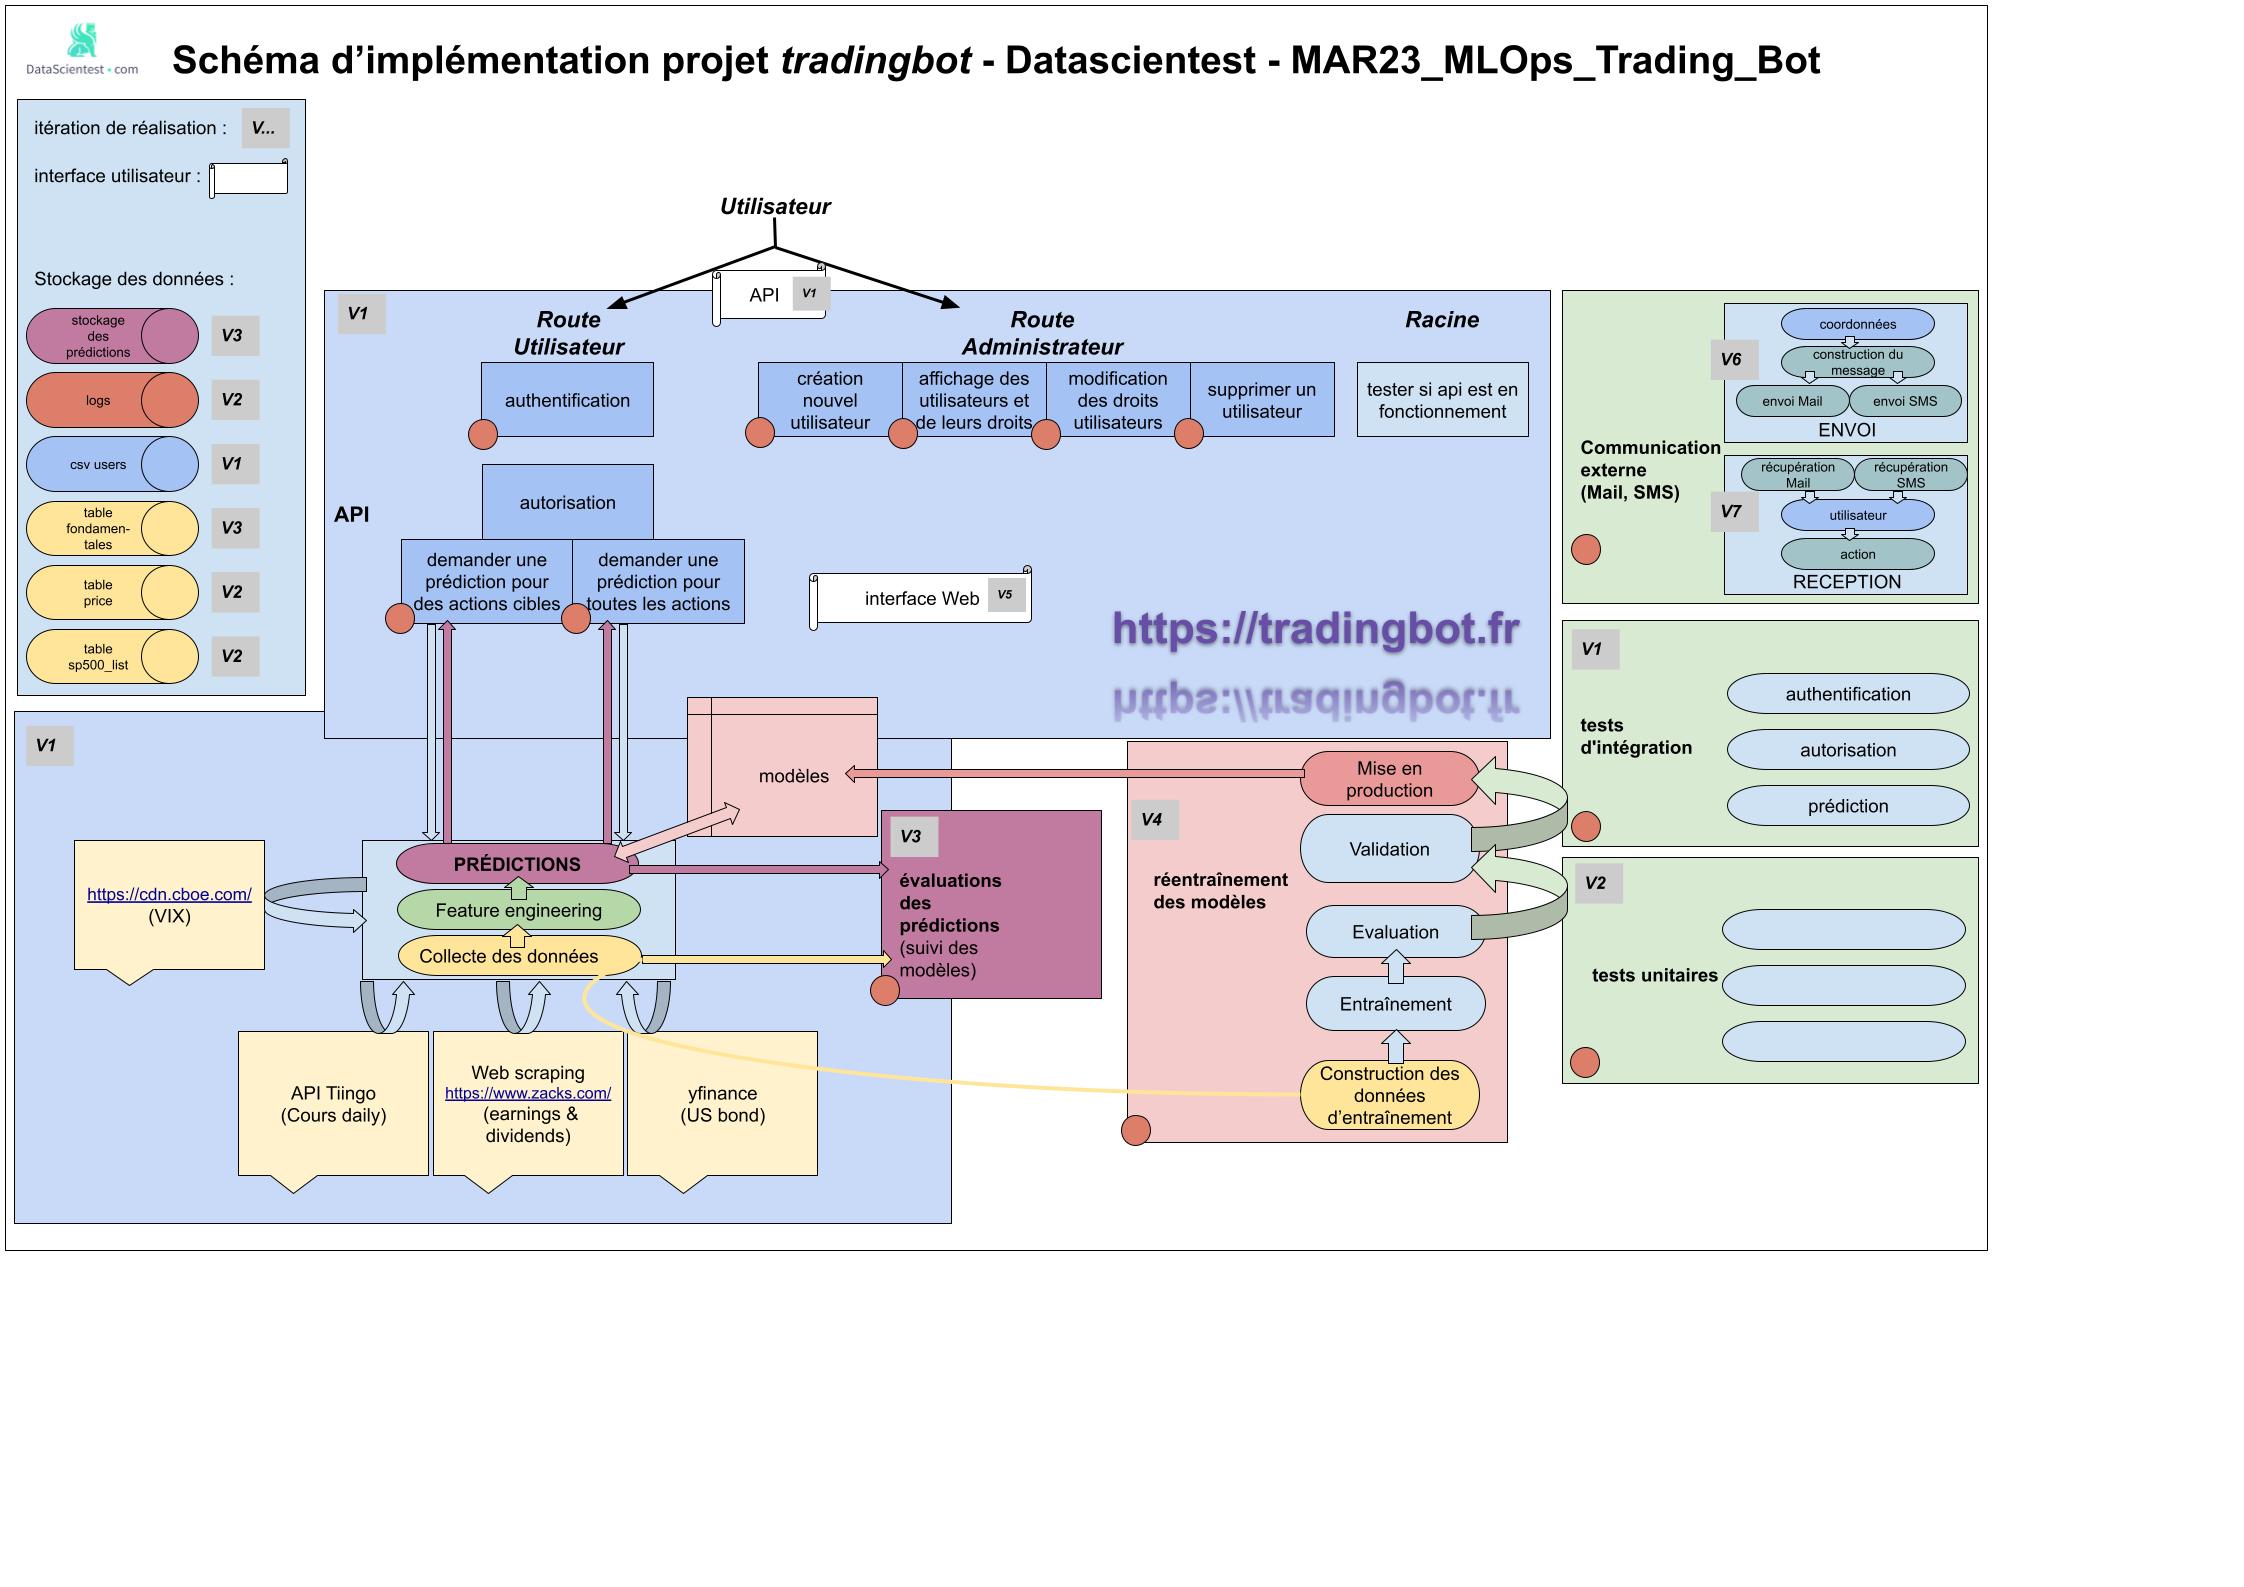 DataScientest • com
Schéma d’implémentation projet tradingbot - Datascientest - MAR23_MLOps_Trading_Bot
itération de réalisation :
V...
interface utilisateur :
Stockage des données :
stockage
des
prédictions
V3
logs
V2
csv users
V1
table
fondamen-
tales
V3
table
price
V2
table
sp500_list
V2
Utilisateur
API
V1
V1
API
Route
Utilisateur
authentification
autorisation
demander une
prédiction pour
des actions cibles
demander une
prédiction pour
toutes les actions
Route
Administrateur
création
nouvel
utilisateur
affichage des
utilisateurs et
de leurs droits
modification
des droits
utilisateurs
supprimer un
utilisateur
Racine
tester si api est en
fonctionnement
interface Web
V5
https://tradingbot.fr
https://tradingbot.fr
Communication
externe
(Mail, SMS)
V6
coordonnées
construction du
message
envoi Mail
envoi SMS
ENVOI
V7
récupération
Mail
récupération
SMS
utilisateur
action
RECEPTION
V1
tests
d'intégration
authentification
autorisation
prédiction
V2
tests unitaires
V1
modèles
https://cdn.cboe.com/
(VIX)
PRÉDICTIONS
Feature engineering
Collecte des données
API Tiingo
(Cours daily)
Web scraping
https://www.zacks.com/
(earnings &
dividends)
yfinance
(US bond)
V3
évaluations
des
prédictions
(suivi des
modèles)
V4
réentraînement
des modèles
Mise en
production
Validation
Evaluation
Entraînement
Construction des
données
d’entraînement